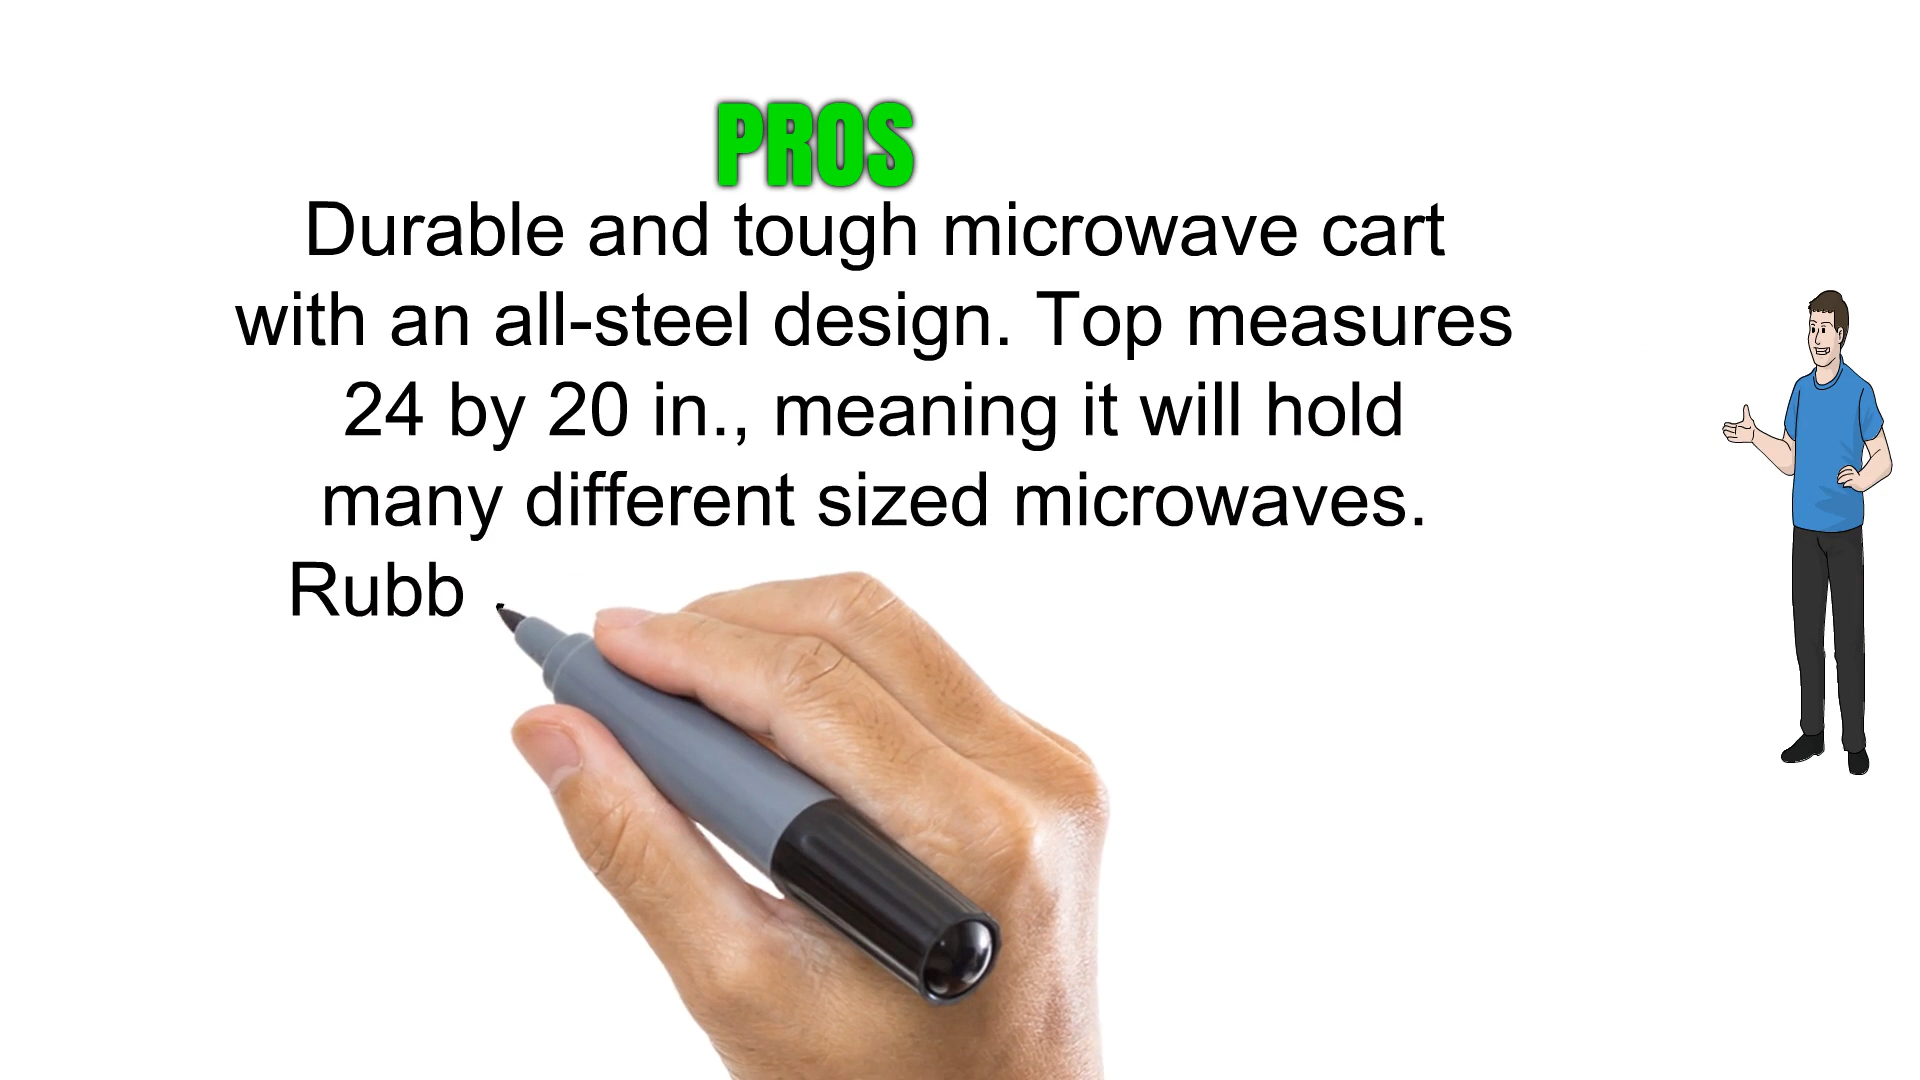 PROS
Durable and tough microwave cart
with an all-steel design. Top measures
24 by 20 in., meaning it will hold
many different sized microwaves.
Rubb